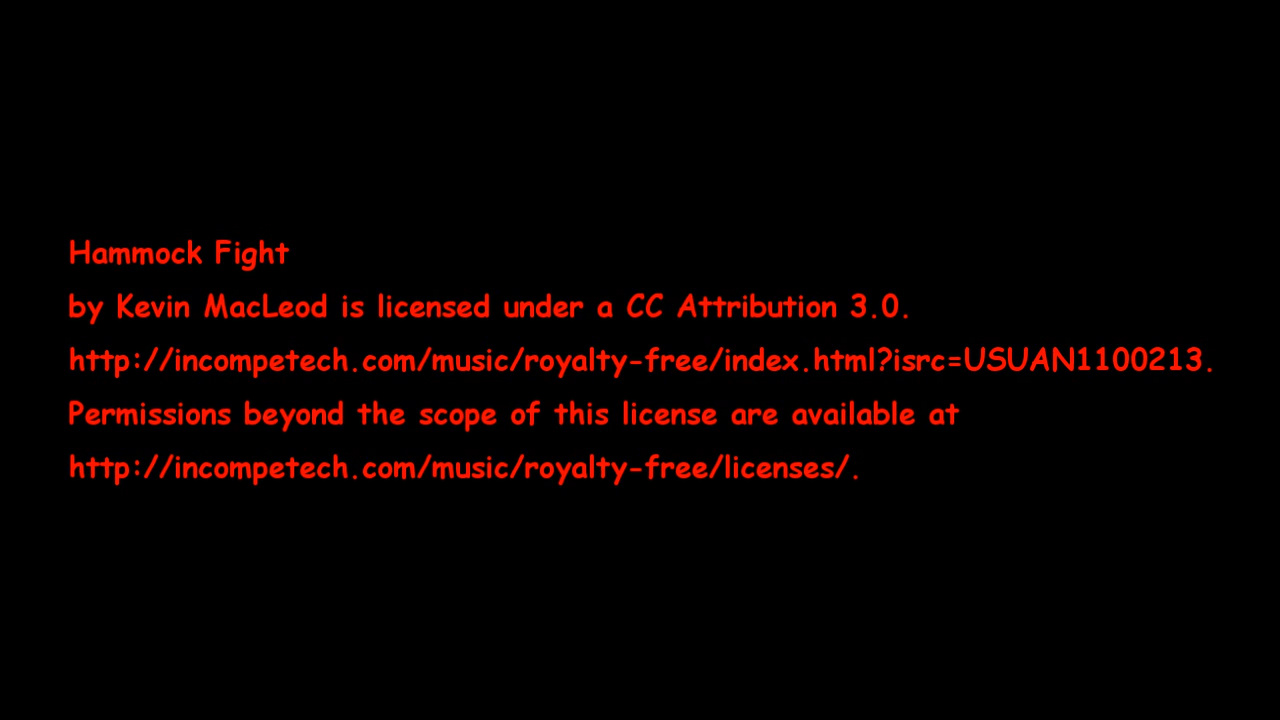 Hammock Fight
by Kevin MacLeod is licensed under a CC Attribution 3.0.
http://incompetech.com/music/royalty-free/index.html?isrc=USUAN1100213.
Permissions beyond the scope of this license are available at
http://incompetech.com/music/royalty-free/licenses/.